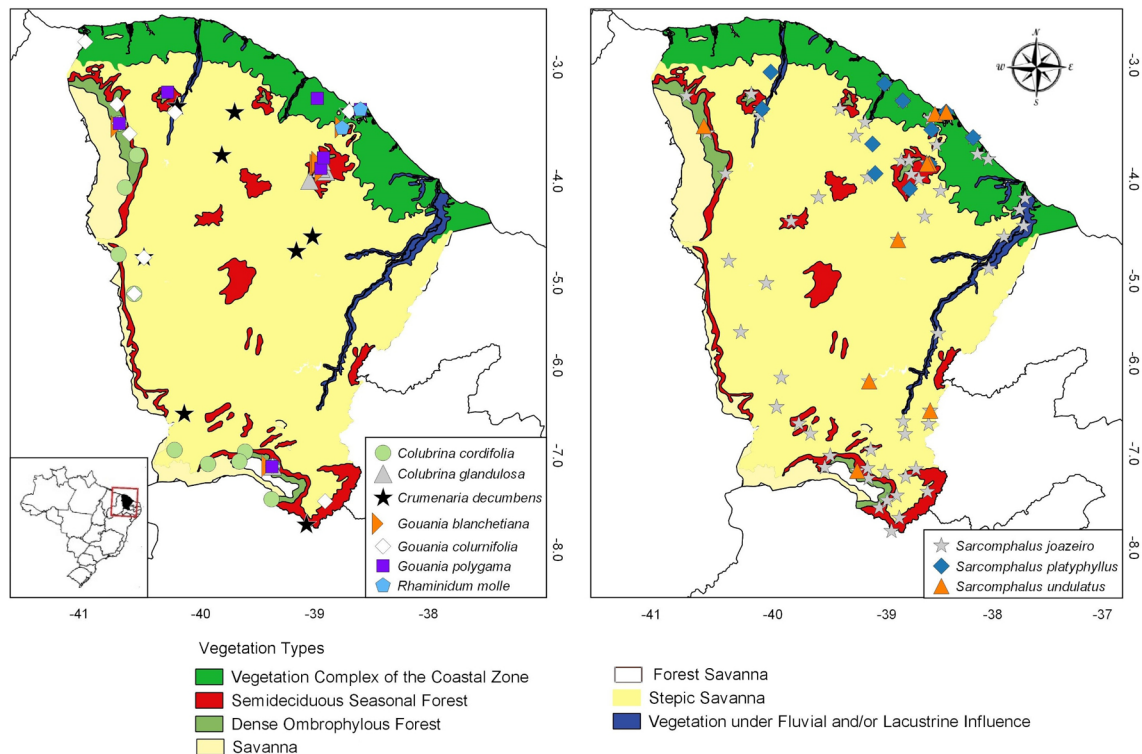 N
W
E
S
-3.0
-4.0
-5.0
-6.0
-7.0
-8.0
Colubrina cordifolia
Colubrina glandulosa
Crumenaria decumbens
Gouania blanchetiana
Gouania colurnifolia
Gouania polygama
Rhaminidum molle
-41
-40
-39
-38
-3.0
-4.0
-5.0
-6.0
-7.0
-8.0
Sarcomphalus joazeiro
Sarcomphalus platyphyllus
Sarcomphalus undulatus
-41
-40
-39
-38
-37
Vegetation Types
Vegetation Complex of the Coastal Zone
Semideciduous Seasonal Forest
Dense Ombrophylous Forest
Savanna
Forest Savanna
Stepic Savanna
Vegetation under Fluvial and/or Lacustrine Influence